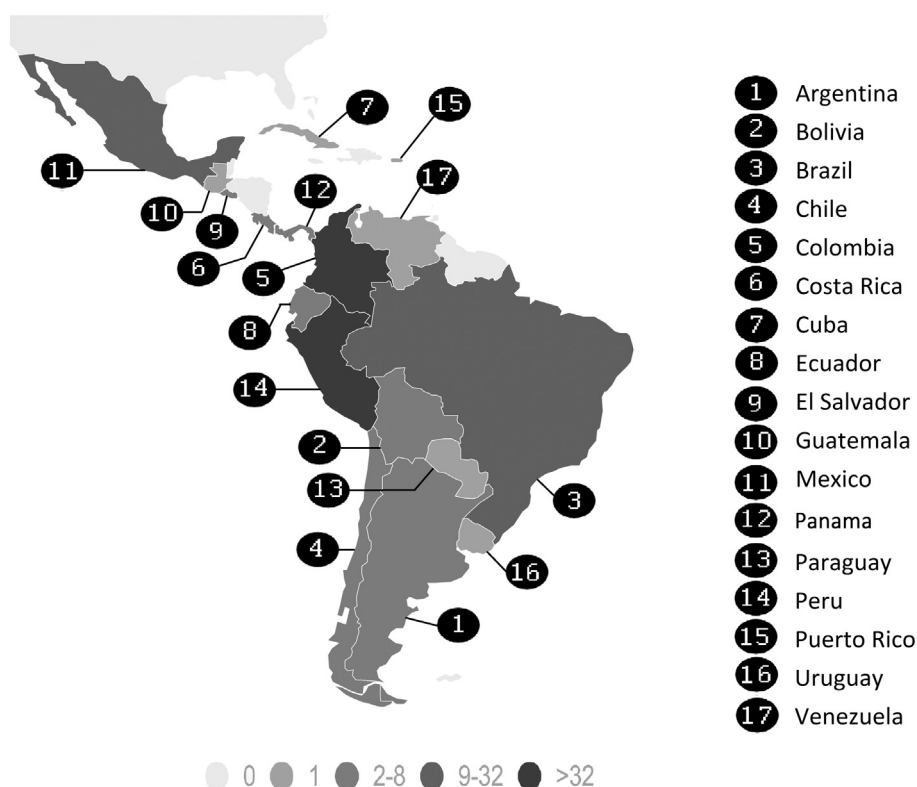 7
15
11
17
12
10
9
6
5
8
14
2
13
3
4
16
1
1 Argentina
2 Bolivia
3 Brazil
4 Chile
5 Colombia
6 Costa Rica
7 Cuba
8 Ecuador
9 El Salvador
10 Guatemala
11 Mexico
12 Panama
13 Paraguay
14 Peru
15 Puerto Rico
16 Uruguay
17 Venezuela
0 1 2-8 9-32 >32